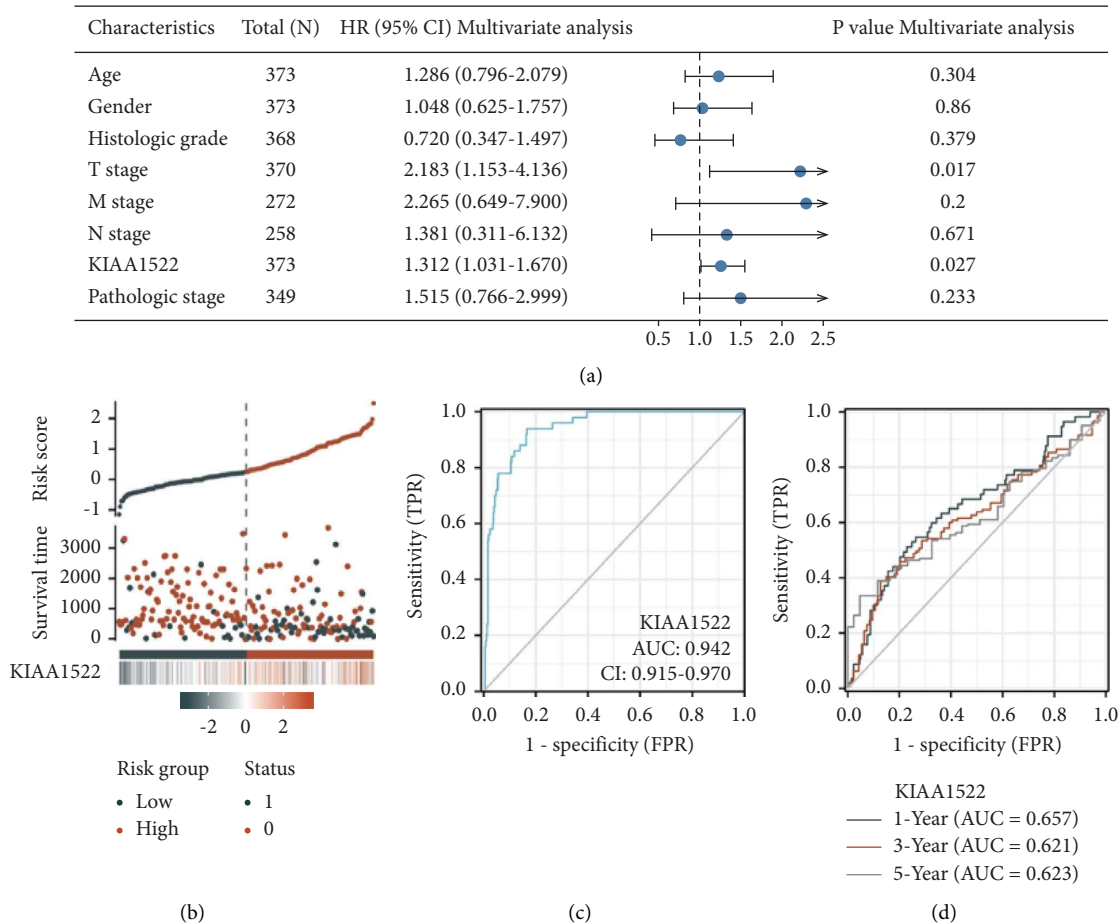 Characteristics Total (N) HR (95% CI) Multivariate analysis P value Multivariate analysis
Age 373 1.286 (0.796-2.079) 0.304
Gender 373 1.048 (0.625-1.757) 0.86
Histologic grade 368 0.720 (0.347-1.497) 0.379
T stage 370 2.183 (1.153-4.136) 0.017
M stage 272 2.265 (0.649-7.900) 0.2
N stage 258 1.381 (0.311-6.132) 0.671
KIAA1522 373 1.312 (1.031-1.670) 0.027
Pathologic stage 349 1.515 (0.766-2.999) 0.233
0.5 1.0 1.5 2.0 2.5
(a)
Risk score
2
1
0
-1
Survival time
3000
2000
1000
0
KIAA1522
-2 0 2
Risk group Status
Low 1
High 0
(b)
Sensitivity (TPR)
1.0
0.8
0.6
0.4
0.2
0.0
KIAA1522
AUC: 0.942
CI: 0.915-0.970
0.0 0.2 0.4 0.6 0.8 1.0
1 - specificity (FPR)
(c)
Sensitivity (TPR)
1.0
0.8
0.6
0.4
0.2
0.0
0.0 0.2 0.4 0.6 0.8 1.0
1 - specificity (FPR)
KIAA1522
1-Year (AUC = 0.657)
3-Year (AUC = 0.621)
5-Year (AUC = 0.623)
(d)